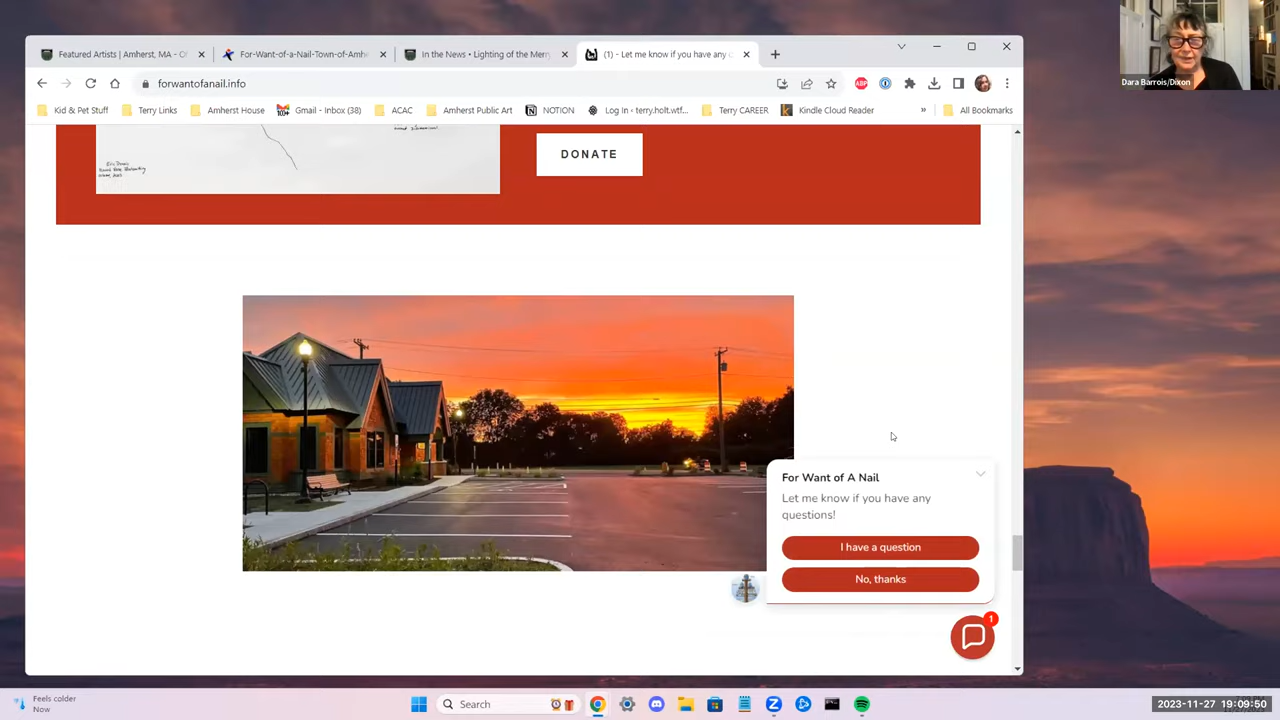 Featured Artists | Amherst, MA - O
For-Want-of-a-Nail-Town-of-Amhe
In the News • Lifting of the Merry
(1) - Let me know if you have any c
forwantofanail.info
Kid & Pet Stuff
Terry Links
Amherst House
Gmail - Inbox (38)
ACAC
Amherst Public Art
NOTION
Log In ‹ terry.holt.wtf...
Terry CAREER
Kindle Cloud Reader
»
All Bookmarks
Dara Barrois/Dixon
DONATE
For Want of A Nail
Let me know if you have any
questions!
I have a question
No, thanks
1
Feels colder
Now
Search
2023-11-27 19:09:50